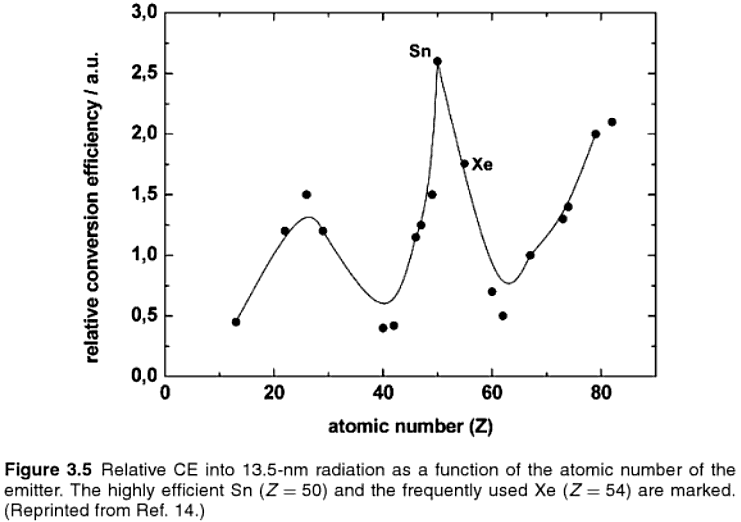 3,0
2,5
2,0
1,5
1,0
0,5
0,0
relative conversion efficiency / a.u.
Sn
Xe
0 20 40 60 80
atomic number (Z)
Figure 3.5 Relative CE into 13.5-nm radiation as a function of the atomic number of the
emitter. The highly efficient Sn (Z = 50) and the frequently used Xe (Z = 54) are marked.
(Reprinted from Ref. 14.)